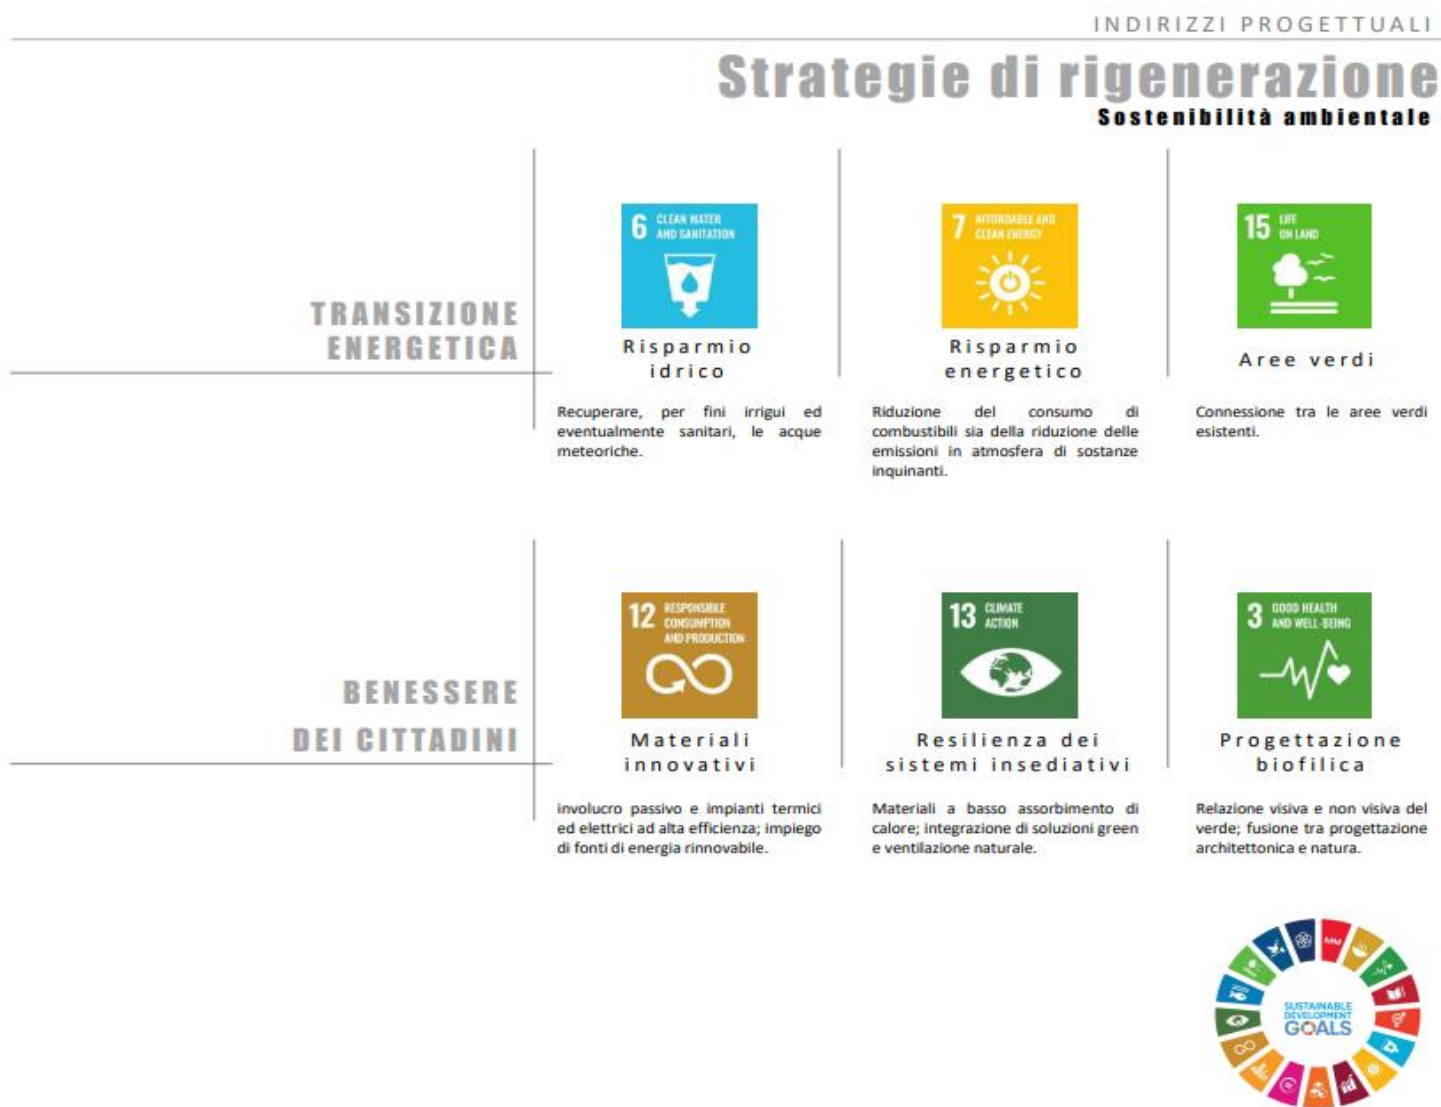 INDIRIZZI PROGETTUALI
Strategie di rigenerazione
Sostenibilità ambientale
TRANSIZIONE
ENERGETICA
6 CLEAN WATER
AND SANITATION
Risparmio
idrico
Recuperare, per fini irrigui ed
eventualmente sanitari, le acque
meteoriche.
7 AFFORDABLE AND
CLEAN ENERGY
Risparmio
energetico
Riduzione del consumo di
combustibili sia della riduzione delle
emissioni in atmosfera di sostanze
inquinanti.
15 LIFE
ON LAND
Aree verdi
Connessione tra le aree verdi
esistenti.
BENESSERE
DEI CITTADINI
12 RESPONSIBLE
CONSUMPTION
AND PRODUCTION
Materiali
innovativi
involucro passivo e impianti termici
ed elettrici ad alta efficienza; impiego
di fonti di energia rinnovabile.
13 CLIMATE
ACTION
Resilienza dei
sistemi insediativi
Materiali a basso assorbimento di
calore; integrazione di soluzioni green
e ventilazione naturale.
3 GOOD HEALTH
AND WELL-BEING
Progettazione
biofilica
Relazione visiva e non visiva del
verde; fusione tra progettazione
architettonica e natura.
SUSTAINABLE
DEVELOPMENT
GOALS